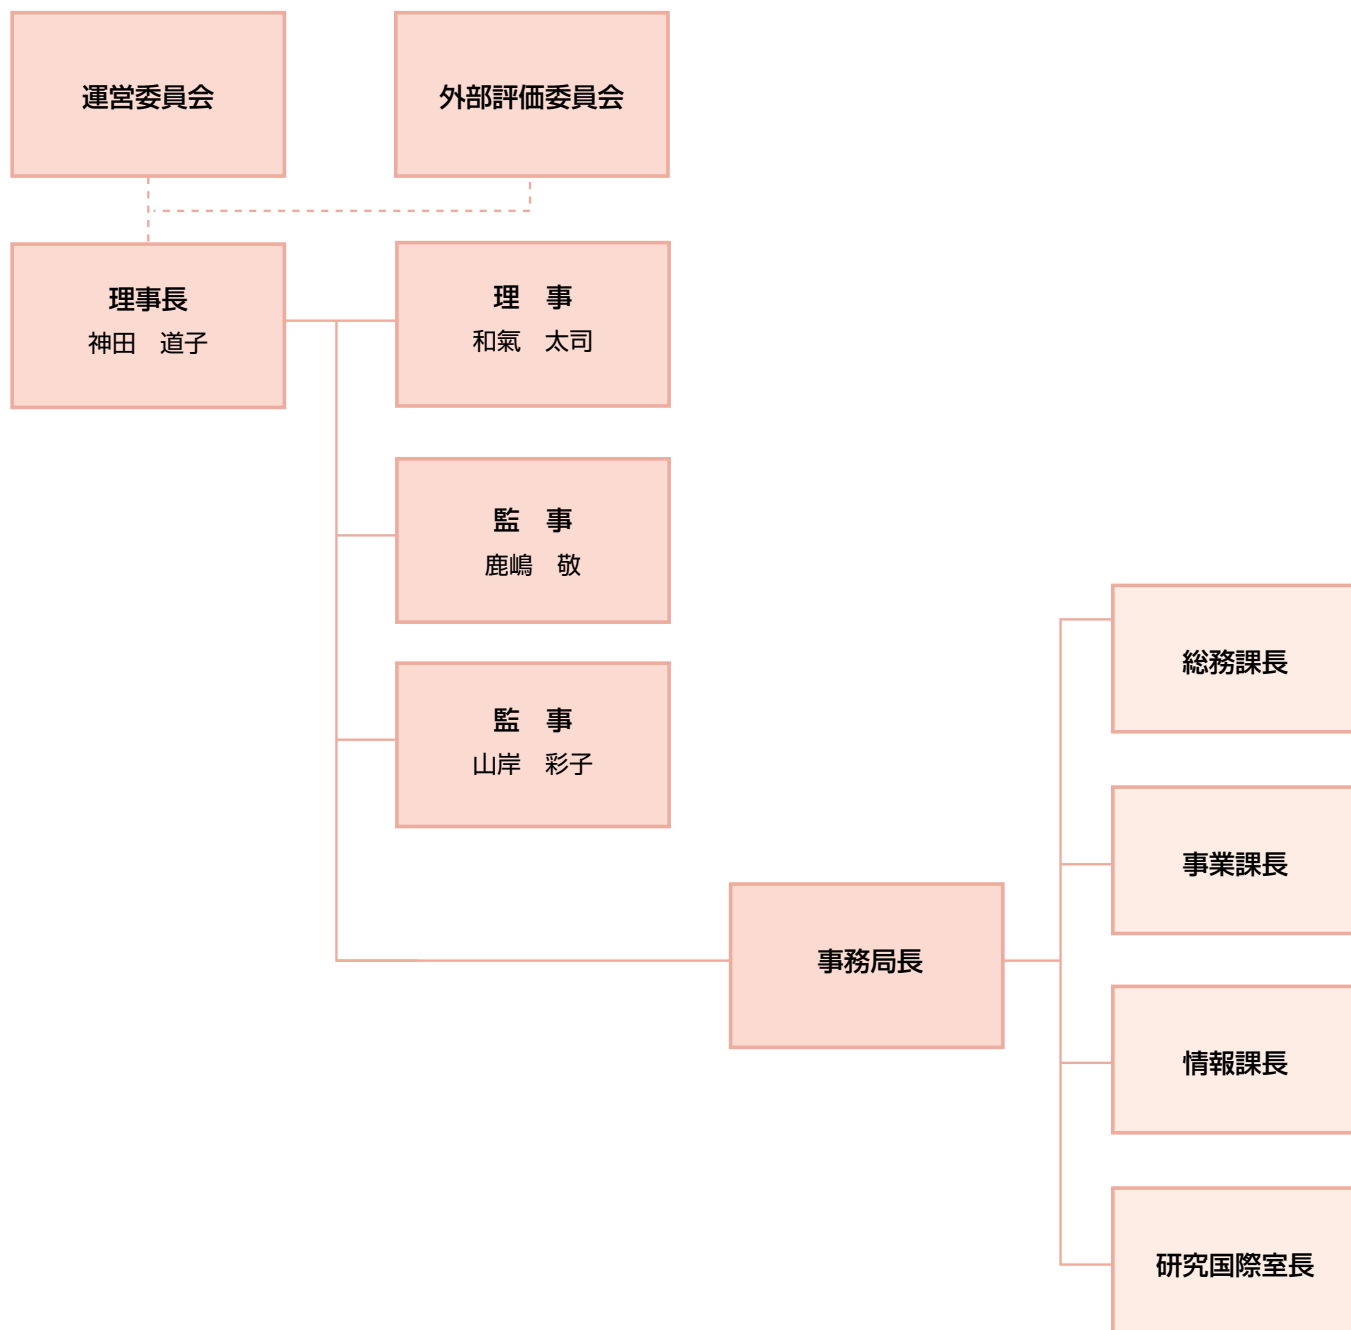 運営委員会
外部評価委員会
理事長
神田　道子
理　事
和氣　太司
監　事
鹿嶋　敬
監　事
山岸　彩子
事務局長
総務課長
事業課長
情報課長
研究国際室長